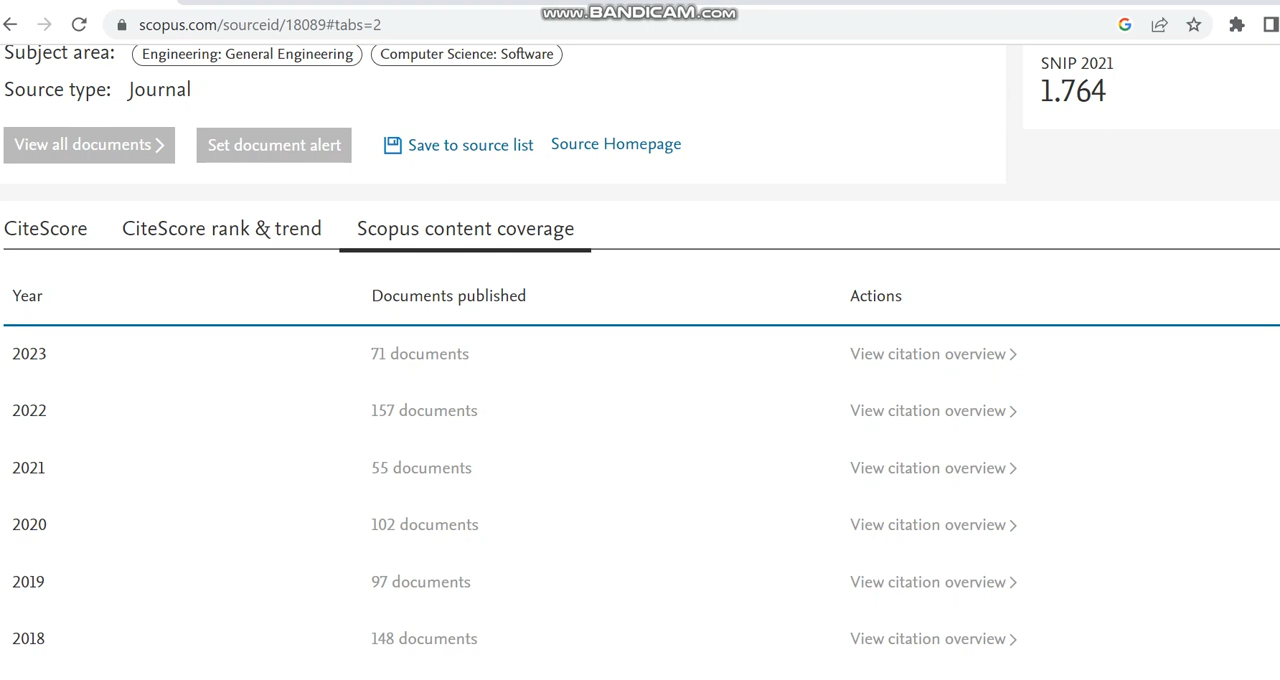 www.BANDICAM.com
scopus.com/sourceid/18089#tabs=2
Subject area: Engineering: General Engineering Computer Science: Software
SNIP 2021
1.764
Source type: Journal
View all documents Set document alert Save to source list Source Homepage
CiteScore CiteScore rank & trend Scopus content coverage
Year Documents published Actions
2023 71 documents View citation overview
2022 157 documents View citation overview
2021 55 documents View citation overview
2020 102 documents View citation overview
2019 97 documents View citation overview
2018 148 documents View citation overview